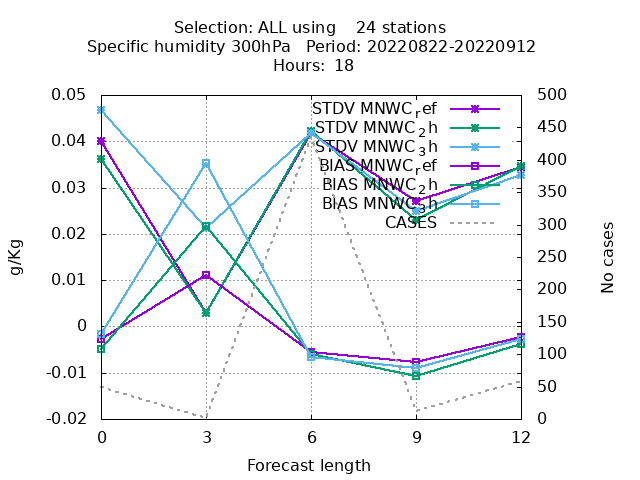 Selection: ALL using    24 stations
Specific humidity 300hPa   Period: 20220822-20220912
Hours:  18
STDV MNWC_ref
STDV MNWC_2h
STDV MNWC_3h
BIAS MNWC_ref
BIAS MNWC_2h
BIAS MNWC_3h
CASES
0.05
0.04
0.03
0.02
0.01
0
-0.01
-0.02
g/Kg
500
450
400
350
300
250
200
150
100
50
0
No cases
0 3 6 9 12
Forecast length